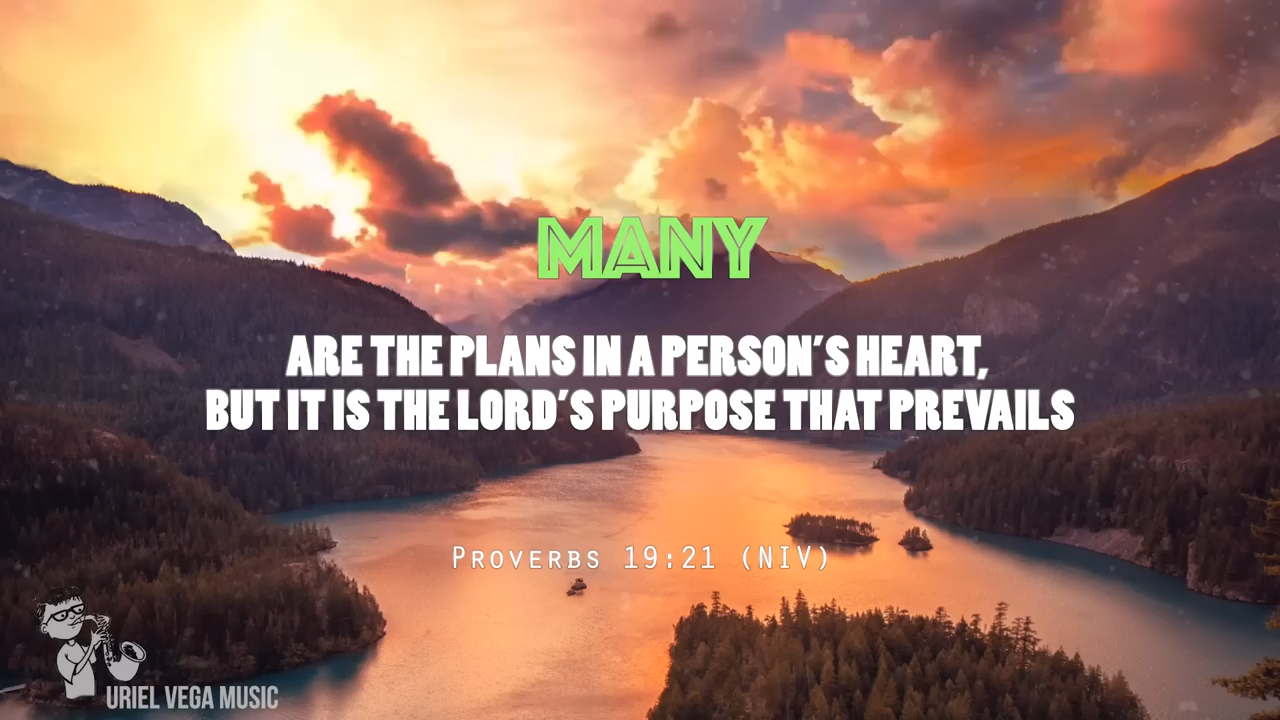 MANY
ARE THE PLANS IN A PERSON'S HEART,
BUT IT IS THE LORD'S PURPOSE THAT PREVAILS
Proverbs 19:21 (NIV)
URIEL VEGA MUSIC